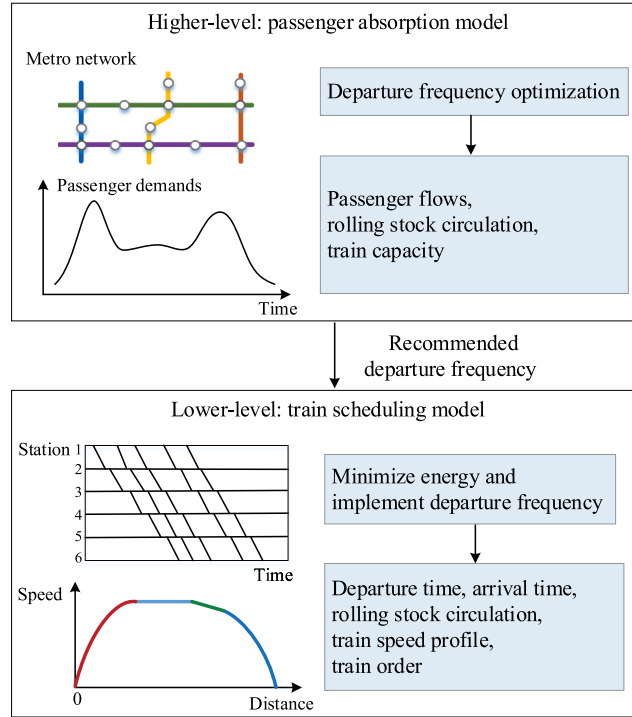 Higher-level: passenger absorption model
Metro network
Passenger demands
Time
Departure frequency optimization
Passenger flows,
rolling stock circulation,
train capacity
Recommended
departure frequency
Lower-level: train scheduling model
Station
1
2
3
4
5
6
Time
Speed
0
Distance
Minimize energy and
implement departure frequency
Departure time, arrival time,
rolling stock circulation,
train speed profile,
train order